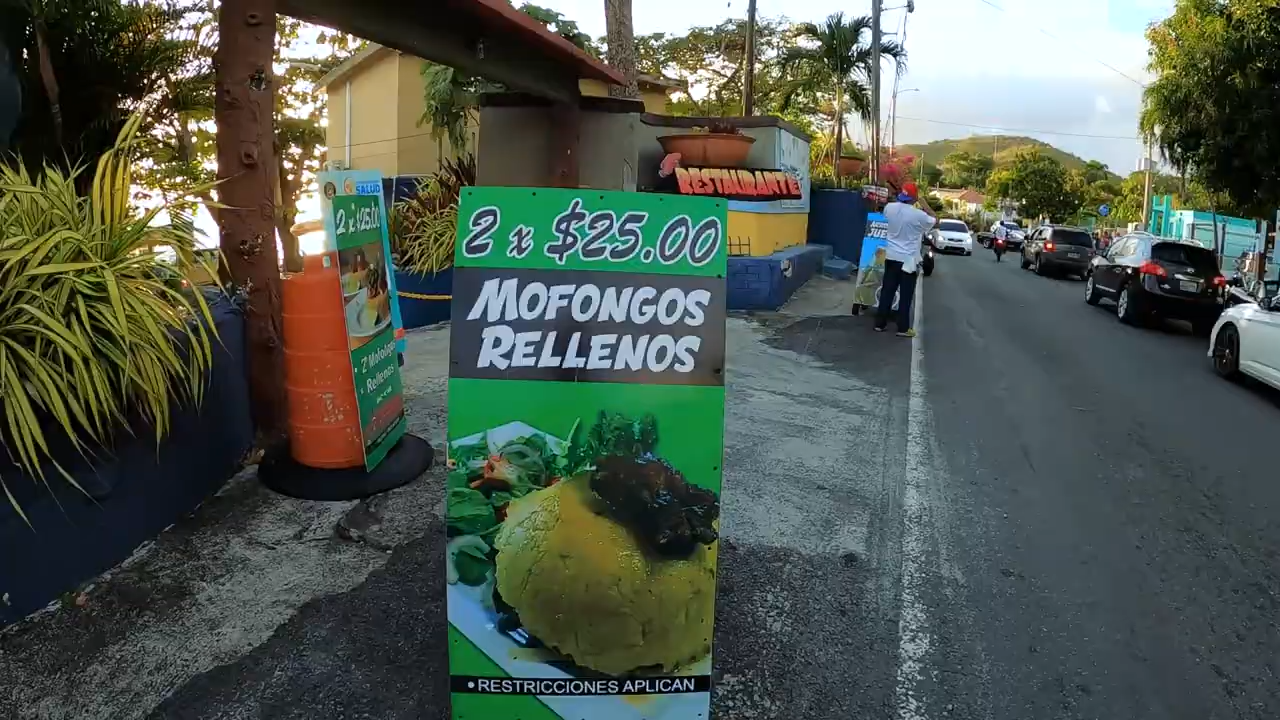 2 x $25.00
MOFONGOS
RELLENOS
• RESTRICCIONES APLICAN
SALUD
2 x $25.00
• 2 Mofongos
• Rellenos
RESTAURANTE